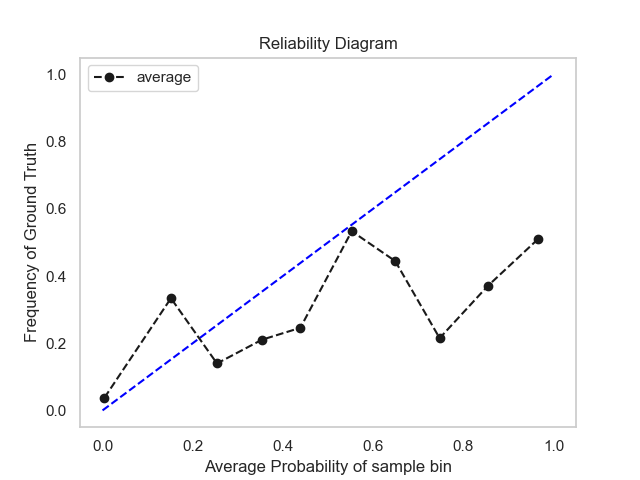 Reliability Diagram
average
1.0
0.8
0.6
0.4
0.2
0.0
Frequency of Ground Truth
0.0 0.2 0.4 0.6 0.8 1.0
Average Probability of sample bin